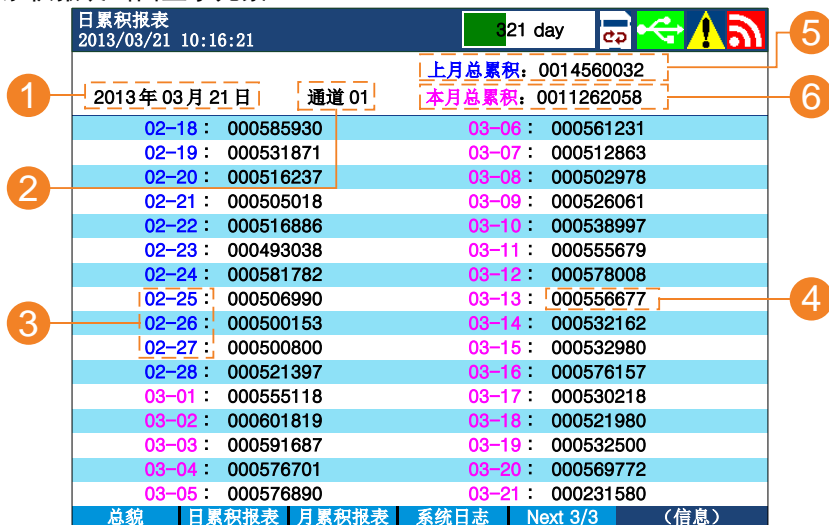 日累积报表
2013/03/21 10:16:21
321 day
5
上月总累积：0014560032
1
2013年03月21日 通道 01
本月总累积：0011262058
6
02-18： 000585930 03-06： 000561231
02-19： 000531871 03-07： 000512863
2
02-20： 000516237 03-08： 000502978
02-21： 000505018 03-09： 000526061
02-22： 000516886 03-10： 000538997
02-23： 000493038 03-11： 000555679
02-24： 000581782 03-12： 000578008
02-25： 000506990 03-13： 000556677
4
3
02-26： 000500153 03-14： 000532162
02-27： 000500800 03-15： 000532980
02-28： 000521397 03-16： 000576157
03-01： 000555118 03-17： 000530218
03-02： 000601819 03-18： 000521980
03-03： 000591687 03-19： 000532500
03-04： 000576701 03-20： 000569772
03-05： 000576890 03-21： 000231580
总貌 日累积报表 月累积报表 系统日志 Next 3/3 （信息）